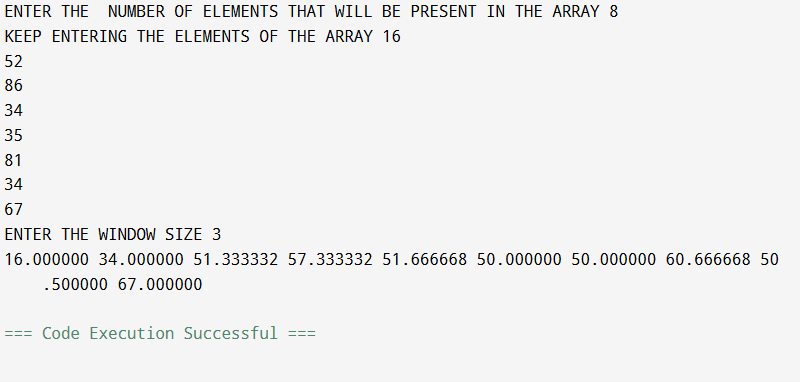 ENTER THE  NUMBER OF ELEMENTS THAT WILL BE PRESENT IN THE ARRAY 8
KEEP ENTERING THE ELEMENTS OF THE ARRAY 16
52
86
34
35
81
34
67
ENTER THE WINDOW SIZE 3
16.000000 34.000000 51.333332 57.333332 51.666668 50.000000 50.000000 60.666668 50
.500000 67.000000
=== Code Execution Successful ===